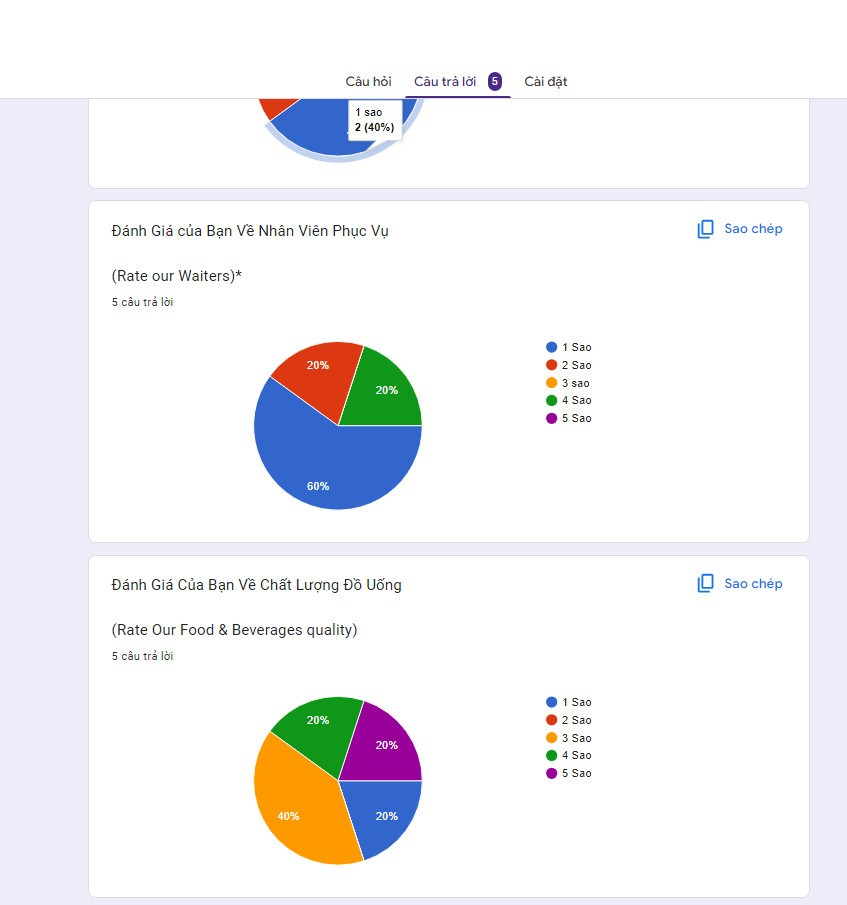 Câu hỏi
Câu trả lời 5
Cài đặt
1 sao
2 (40%)
Đánh Giá của Bạn Về Nhân Viên Phục Vụ
Sao chép
(Rate our Waiters)*
5 câu trả lời
20%
20%
60%
1 Sao
2 Sao
3 sao
4 Sao
5 Sao
Đánh Giá Của Bạn Về Chất Lượng Đồ Uống
Sao chép
(Rate Our Food & Beverages quality)
5 câu trả lời
20%
20%
40%
20%
1 Sao
2 Sao
3 Sao
4 Sao
5 Sao